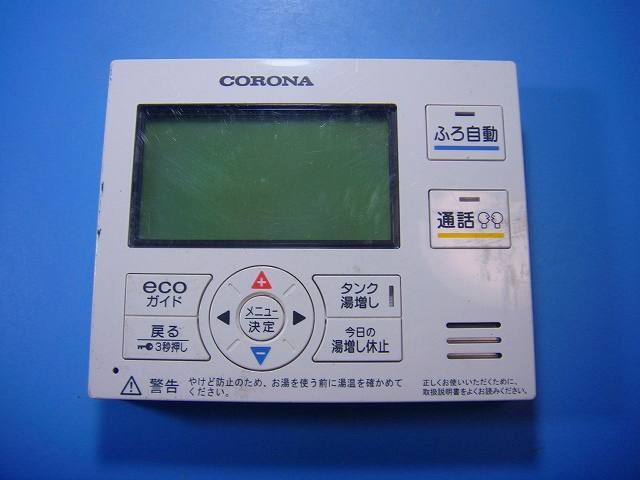 CORONA
ふろ自動
通話
eco
ガイド
+
タンク
湯増し
メニュー
決定
戻る
3秒押し
−
今日の
湯増し休止
警告
やけど防止のため、お湯を使う前に湯温を確かめて
ください。
正しくお使いいただくために、
取扱説明書をよくお読みください。